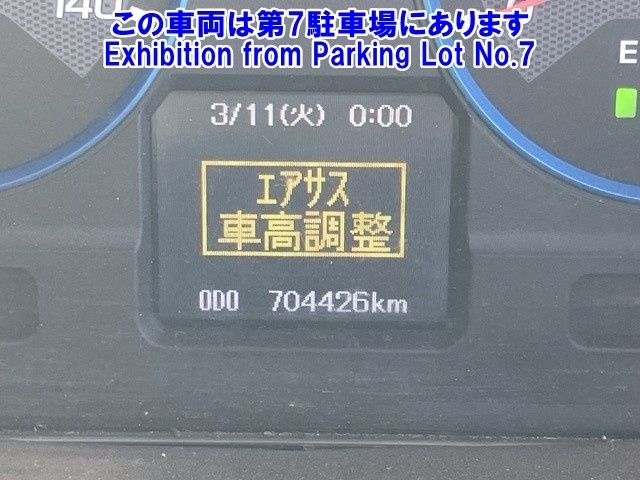 この車両は第7駐車場にあります
Exhibition from Parking Lot No.7
140
E
3/11(火) 0:00
エアサス
車高調整
ODO 704426km